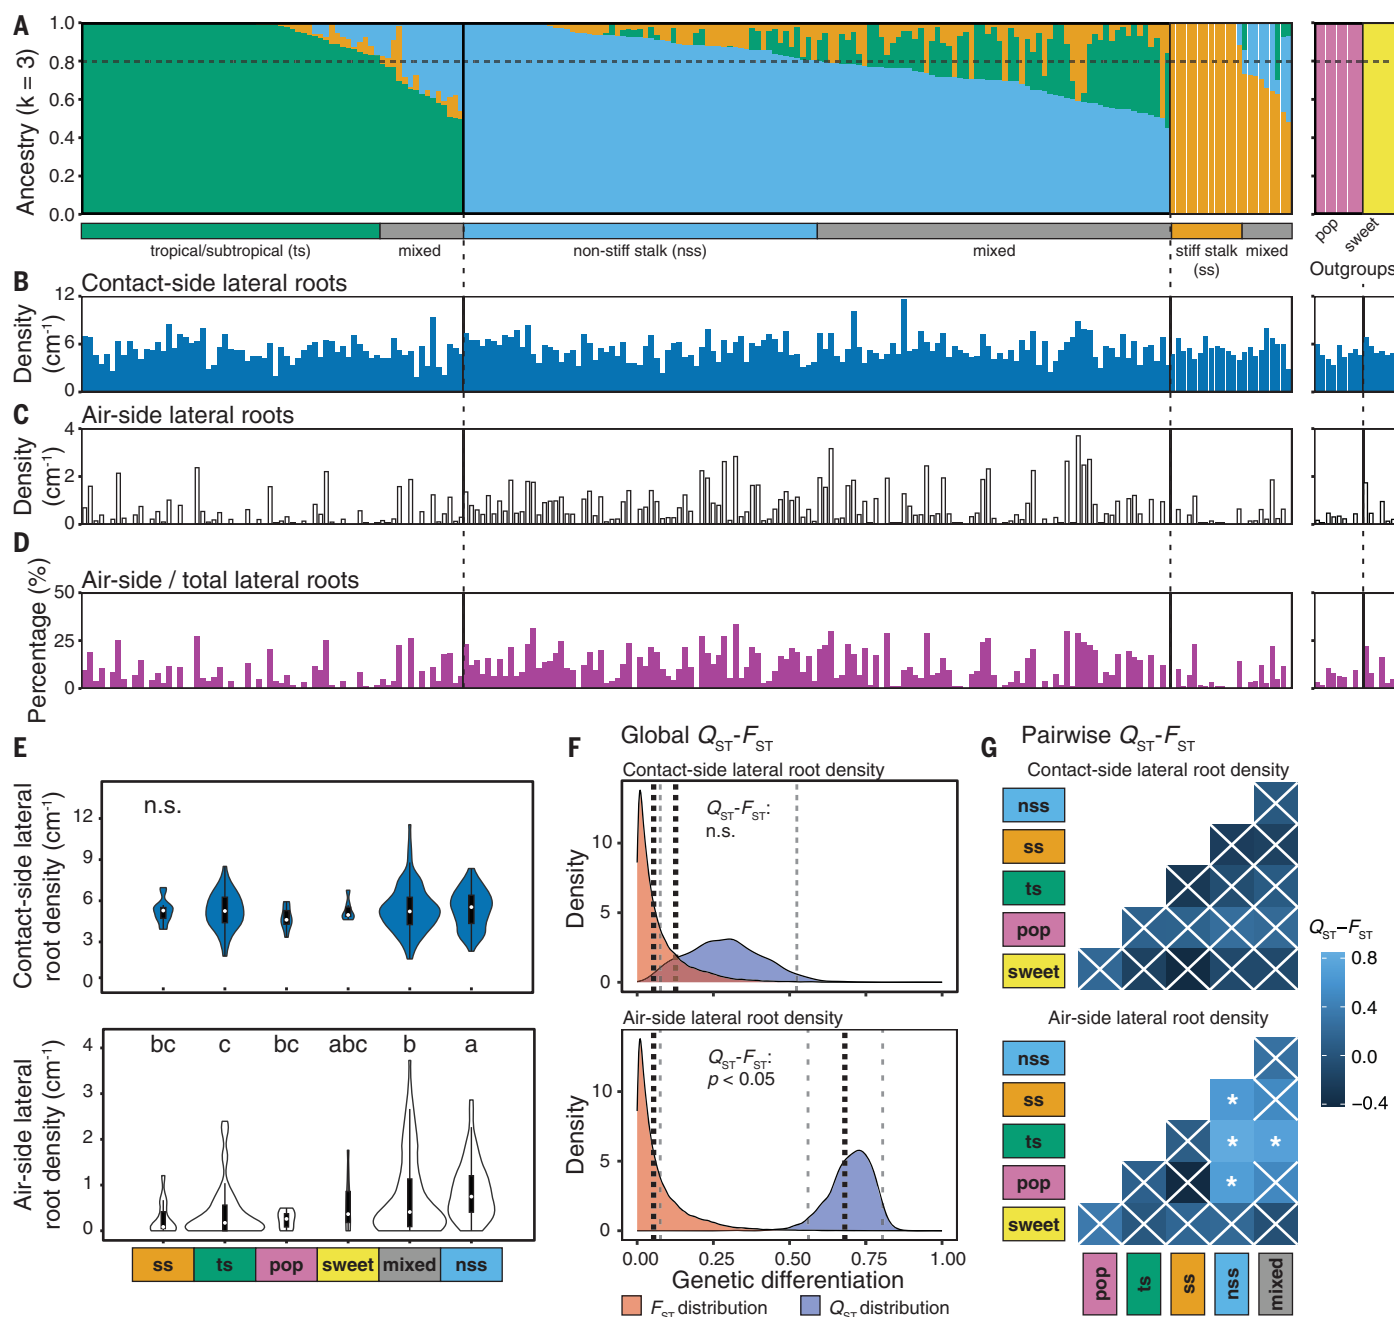 A
Ancestry (k = 3)
1.0
0.8
0.6
0.4
0.2
0.0
tropical/subtropical (ts)
mixed
non-stiff stalk (nss)
mixed
stiff stalk
(ss)
mixed
pop
sweet
Outgroups
B
Contact-side lateral roots
Density
(cm⁻¹)
12
6
0
C
Air-side lateral roots
Density
(cm⁻¹)
4
2
0
D
Air-side / total lateral roots
Percentage (%)
50
25
0
E
Contact-side lateral
root density (cm⁻¹)
n.s.
12
9
6
3
0
Air-side lateral
root density (cm⁻¹)
bc c bc abc b a
4
3
2
1
0
ss ts pop sweet mixed nss
F
Global Q_ST-F_ST
Contact-side lateral root density
Q_ST-F_ST:
n.s.
Density
10
5
0
Air-side lateral root density
Q_ST-F_ST:
p < 0.05
Density
10
5
0
0.00 0.25 0.50 0.75 1.00
Genetic differentiation
F_ST distribution
Q_ST distribution
G
Pairwise Q_ST-F_ST
Contact-side lateral root density
nss
ss
ts
pop
sweet
Air-side lateral root density
nss
ss
*
ts
* *
pop
*
sweet
pop ts ss nss mixed
Q_ST–F_ST
0.8
0.4
0.0
–0.4